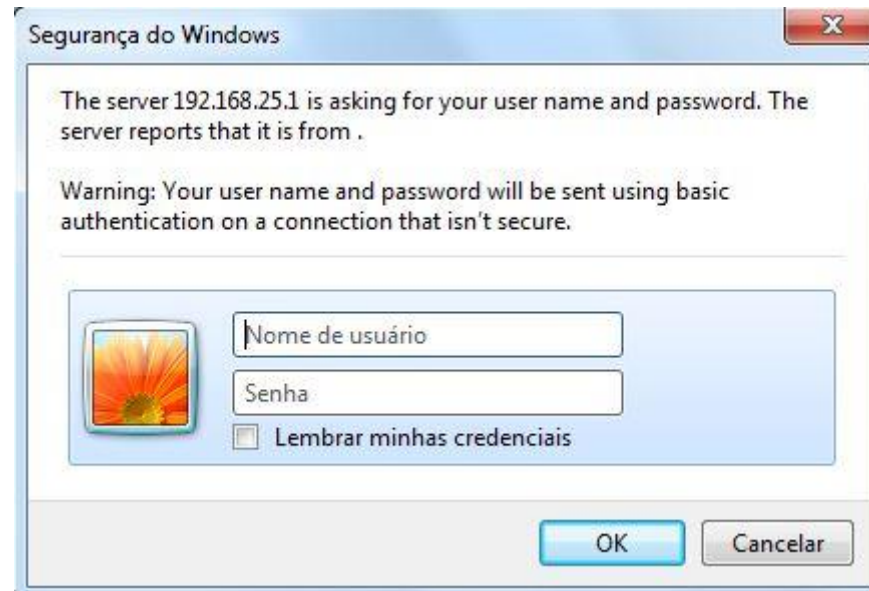 Segurança do Windows
The server 192.168.25.1 is asking for your user name and password. The
server reports that it is from .
Warning: Your user name and password will be sent using basic
authentication on a connection that isn't secure.
Nome de usuário
Senha
Lembrar minhas credenciais
OK
Cancelar